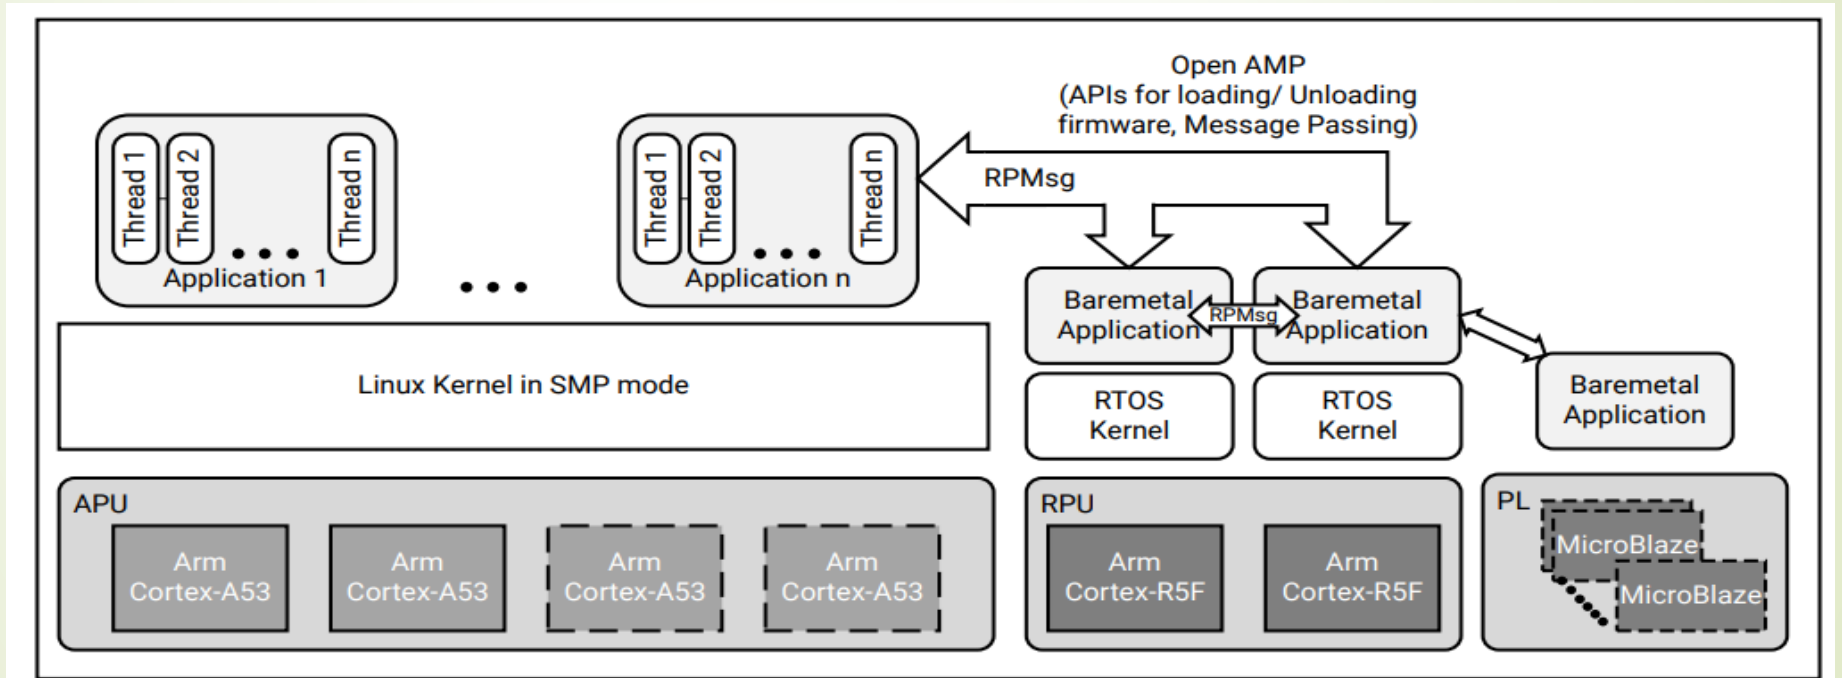 Open AMP
(APIs for loading/ Unloading
firmware, Message Passing)
Thread 1
Thread 2
Thread n
Application 1
Thread 1
Thread 2
Thread n
Application n
RPMsg
Baremetal
Application
RPMsg
Baremetal
Application
Baremetal
Application
Linux Kernel in SMP mode
RTOS
Kernel
RTOS
Kernel
APU
Arm
Cortex-A53
Arm
Cortex-A53
Arm
Cortex-A53
Arm
Cortex-A53
RPU
Arm
Cortex-R5F
Arm
Cortex-R5F
PL
MicroBlaze
MicroBlaze